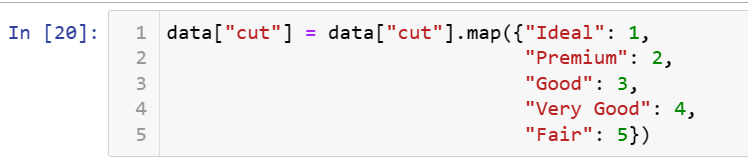 In [20]: 1 data["cut"] = data["cut"].map({"Ideal": 1,
2 "Premium": 2,
3 "Good": 3,
4 "Very Good": 4,
5 "Fair": 5})